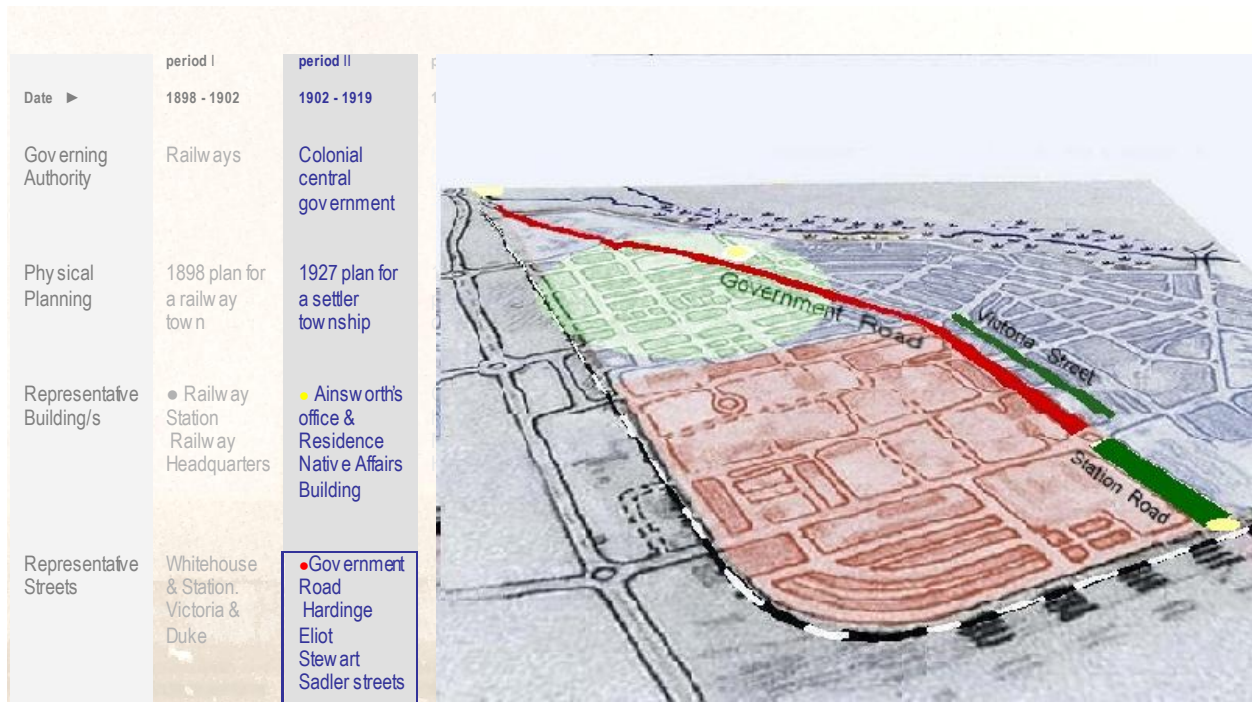 period I
period II
Date ►
1898 - 1902
1902 - 1919
Governing
Authority
Railways
Colonial
central
government
Physical
Planning
1898 plan for
a railway
town
1927 plan for
a settler
township
Representative
Building/s
● Railway
Station
Railway
Headquarters
● Ainsworth's
office &
Residence
Native Affairs
Building
Representative
Streets
Whitehouse
& Station.
Victoria &
Duke
●Government
Road
Hardinge
Eliot
Stewart
Sadler streets
Government Road
Victoria Street
Station Road